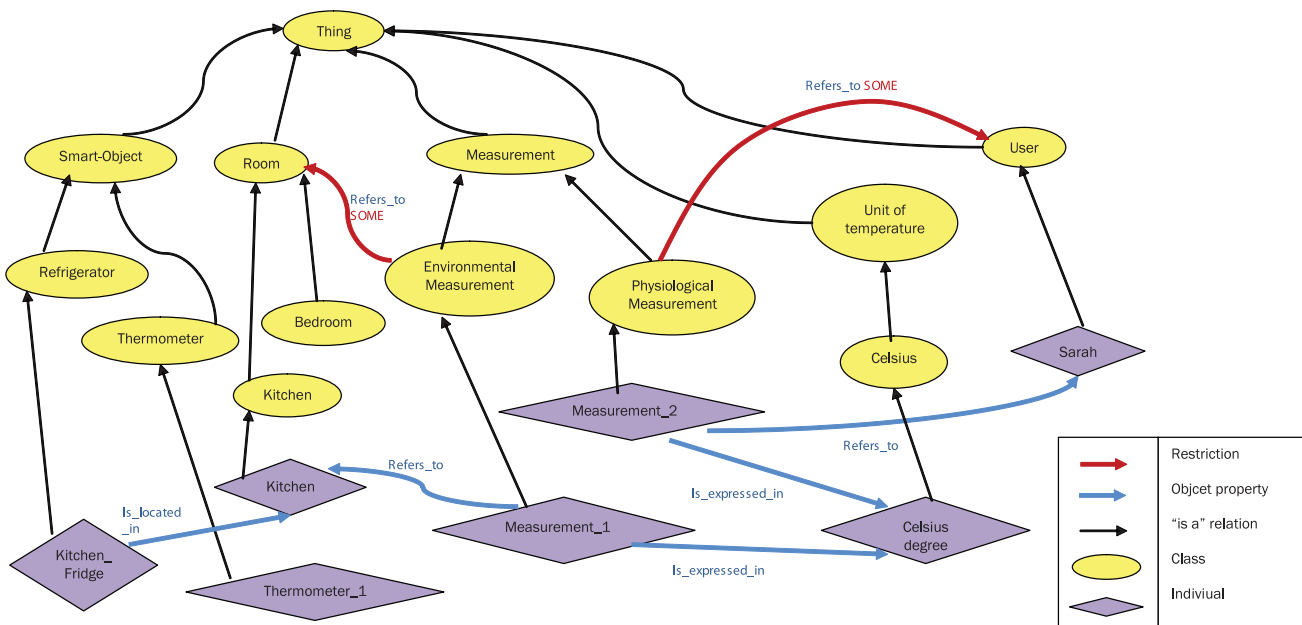 Thing
Refers_to SOME
Smart-Object
Room
Measurement
User
Refers_to
SOME
Unit of
temperature
Refrigerator
Environmental
Measurement
Physiological
Measurement
Thermometer
Bedroom
Celsius
Sarah
Kitchen
Measurement_2
Refers_to
Refers_to
Kitchen
Is_expressed_in
Is_located
_in
Measurement_1
Celsius
degree
Kitchen_
Fridge
Is_expressed_in
Thermometer_1
Restriction
Objcet property
“is a” relation
Class
Indiviual